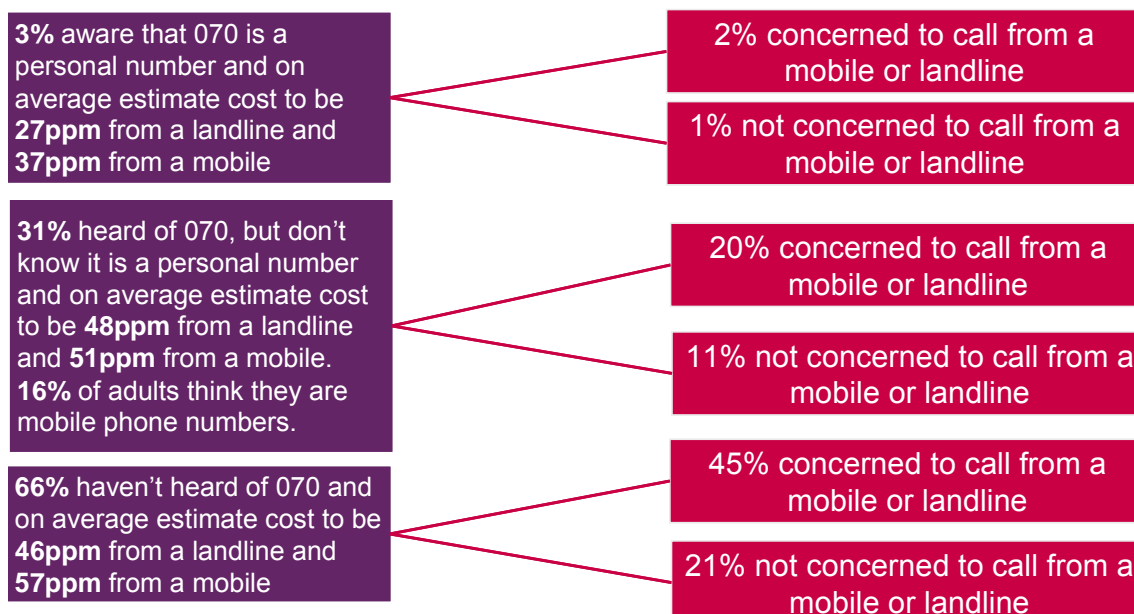 3% aware that 070 is a
personal number and on
average estimate cost to be
27ppm from a landline and
37ppm from a mobile
2% concerned to call from a
mobile or landline
1% not concerned to call from a
mobile or landline
31% heard of 070, but don’t
know it is a personal number
and on average estimate cost
to be 48ppm from a landline
and 51ppm from a mobile.
16% of adults think they are
mobile phone numbers.
20% concerned to call from a
mobile or landline
11% not concerned to call from a
mobile or landline
66% haven’t heard of 070 and
on average estimate cost to be
46ppm from a landline and
57ppm from a mobile
45% concerned to call from a
mobile or landline
21% not concerned to call from a
mobile or landline